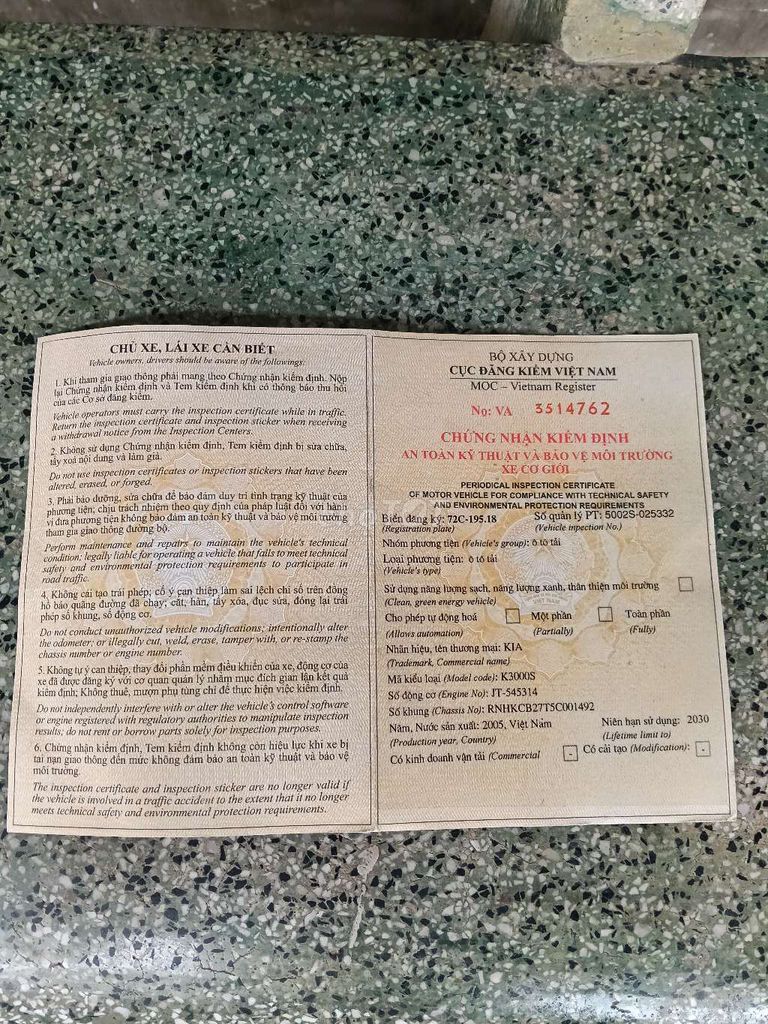 CHỦ XE, LÁI XE CẦN BIẾT
Vehicle owners, drivers should be aware of the followings:
1. Khi tham gia giao thông phải mang theo Chứng nhận kiểm định. Nộp
lại Chứng nhận kiểm định và Tem kiểm định khi có thông báo thu hồi
của các Cơ sở đăng kiểm.
Vehicle operators must carry the inspection certificate while in traffic.
Return the inspection certificate and inspection sticker when receiving
a withdrawal notice from the Inspection Centers.
2. Không sử dụng Chứng nhận kiểm định, Tem kiểm định bị sửa chữa,
tẩy xoá nội dung và làm giả.
Do not use inspection certificates or inspection stickers that have been
altered, erased, or forged.
3. Phải bảo dưỡng, sửa chữa để bảo đảm duy trì tình trạng kỹ thuật của
phương tiện; chịu trách nhiệm theo quy định của pháp luật đối với hành
vi đưa phương tiện không bảo đảm an toàn kỹ thuật và bảo vệ môi trường
tham gia giao thông đường bộ.
Perform maintenance and repairs to maintain the vehicle's technical
condition; legally liable for operating a vehicle that fails to meet technical
safety and environmental protection requirements to participate in
road traffic.
4. Không cải tạo trái phép; cố ý can thiệp làm sai lệch chỉ số trên đồng
hồ báo quãng đường đã chạy; cắt, hàn, tẩy xóa, đục sửa, đóng lại trái
phép số khung, số động cơ.
Do not conduct unauthorized vehicle modifications; intentionally alter
the odometer; or illegally cut, weld, erase, tamper with, or re-stamp the
chassis number or engine number.
5. Không tự ý can thiệp, thay đổi phần mềm điều khiển của xe, động cơ của
xe đã được đăng ký với cơ quan quản lý nhằm mục đích gian lận kết quả
kiểm định; Không thuê, mượn phụ tùng chỉ để thực hiện việc kiểm định.
Do not independently interfere with or alter the vehicle's control software
or engine registered with regulatory authorities to manipulate inspection
results; do not rent or borrow parts solely for inspection purposes.
6. Chứng nhận kiểm định, Tem kiểm định không còn hiệu lực khi xe bị
tai nạn giao thông đến mức không đảm bảo an toàn kỹ thuật và bảo vệ
môi trường.
The inspection certificate and inspection sticker are no longer valid if
the vehicle is involved in a traffic accident to the extent that it no longer
meets technical safety and environmental protection requirements.
BỘ XÂY DỰNG
CỤC ĐĂNG KIỂM VIỆT NAM
MOC – Vietnam Register
Nọ: VA 3514762
CHỨNG NHẬN KIỂM ĐỊNH
AN TOÀN KỸ THUẬT VÀ BẢO VỆ MÔI TRƯỜNG
XE CƠ GIỚI
PERIODICAL INSPECTION CERTIFICATE
OF MOTOR VEHICLE FOR COMPLIANCE WITH TECHNICAL SAFETY
AND ENVIRONMENTAL PROTECTION REQUIREMENTS
Biển đăng ký: 72C-195.18 Số quản lý PT: 5002S-025332
(Registration plate) (Vehicle inpection No.)
Nhóm phương tiện (Vehicle's group): ô tô tải
Loại phương tiện: ô tô tải
(Vehicle's type)
Sử dụng năng lượng sạch, năng lượng xanh, thân thiện môi trường
(Clean, green energy vehicle)
Cho phép tự động hoá Một phần Toàn phần
(Allows automation) (Partially) (Fully)
Nhãn hiệu, tên thương mại: KIA
(Trademark, Commercial name)
Mã kiểu loại (Model code): K3000S
Số động cơ (Engine No): JT-545314
Số khung (Chassis No): RNHKCB27T5C001492
Năm, Nước sản xuất: 2005, Việt Nam Niên hạn sử dụng: 2030
(Production year, Country) (Lifetime limit to)
Có kinh doanh vận tải (Commercial - Có cải tạo (Modification): -